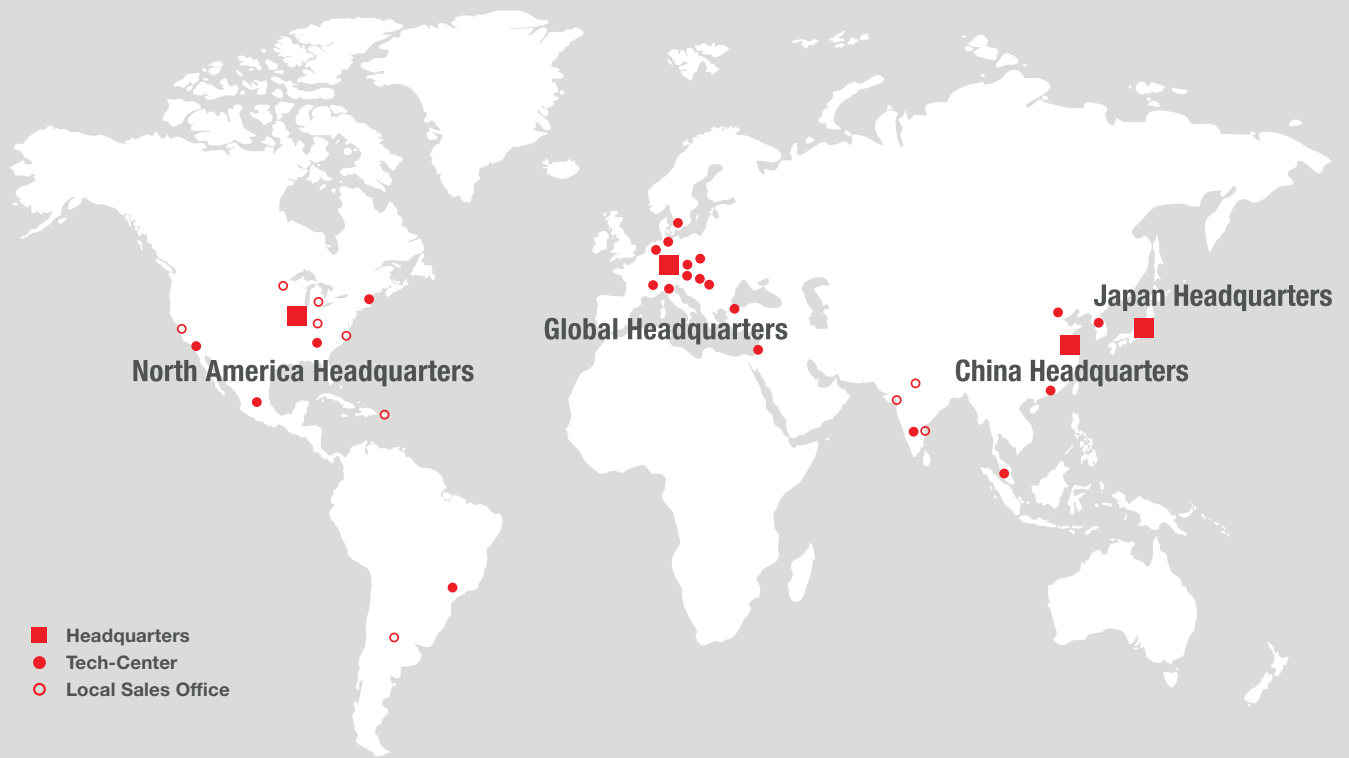 Japan Headquarters
Global Headquarters
North America Headquarters
China Headquarters
Headquarters
Tech-Center
Local Sales Office